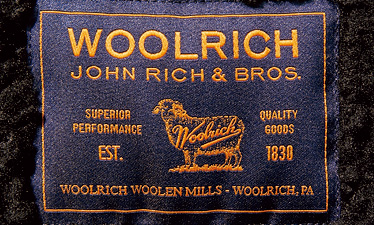 WOOLRICH
JOHN RICH & BROS.
SUPERIOR
PERFORMANCE
Woolrich
QUALITY
GOODS
EST.
1830
WOOLRICH WOOLEN MILLS - WOOLRICH, PA